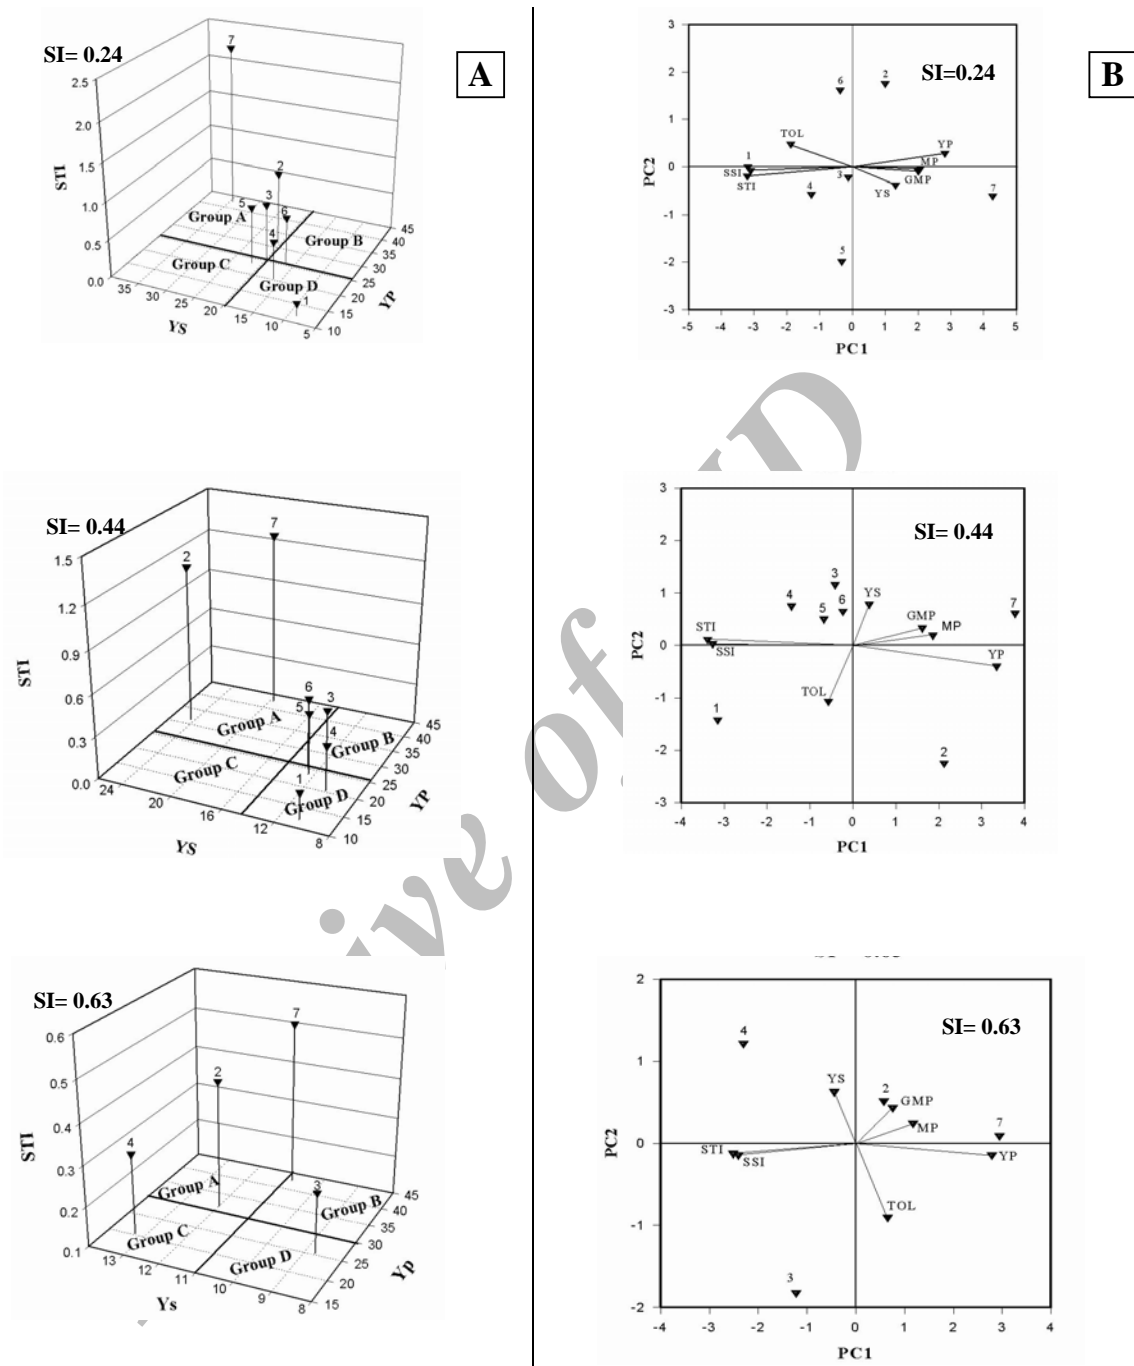 A
SI= 0.24
STI
2.5
2.0
1.5
1.0
0.5
0.0
7
2
3
5
6
4
1
Group A
Group B
Group C
Group D
35
30
25
20
15
10
5
YS
45
40
35
30
25
20
15
10
YP
B
SI=0.24
PC2
3
2
1
0
-1
-2
-3
6
2
TOL
YP
1
MP
SSI
3
GMP
STI
4
YS
7
5
-5 -4 -3 -2 -1 0 1 2 3 4 5
PC1
SI= 0.44
STI
1.5
1.2
0.9
0.6
0.3
0.0
7
2
6
3
5
4
1
Group A
Group B
Group C
Group D
24
20
16
12
8
YS
45
40
35
30
25
20
15
10
YP
SI= 0.44
PC2
3
2
1
0
-1
-2
-3
3
4
5
6
YS
7
GMP
MP
STI
SSI
YP
TOL
1
2
-4 -3 -2 -1 0 1 2 3 4
PC1
ive of
SI= 0.63
STI
0.6
0.5
0.4
0.3
0.2
0.1
7
2
4
3
Group A
Group B
Group C
Group D
13
12
11
10
9
8
Ys
45
40
35
30
25
20
15
Yp
SI= 0.63
PC2
2
1
0
-1
-2
4
YS
2
GMP
MP
7
STI
SSI
YP
TOL
3
-4 -3 -2 -1 0 1 2 3 4
PC1